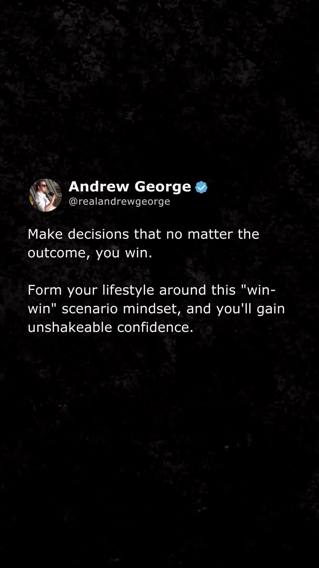 Andrew George
@realandrewgeorge
Make decisions that no matter the
outcome, you win.
Form your lifestyle around this "win-
win" scenario mindset, and you'll gain
unshakeable confidence.